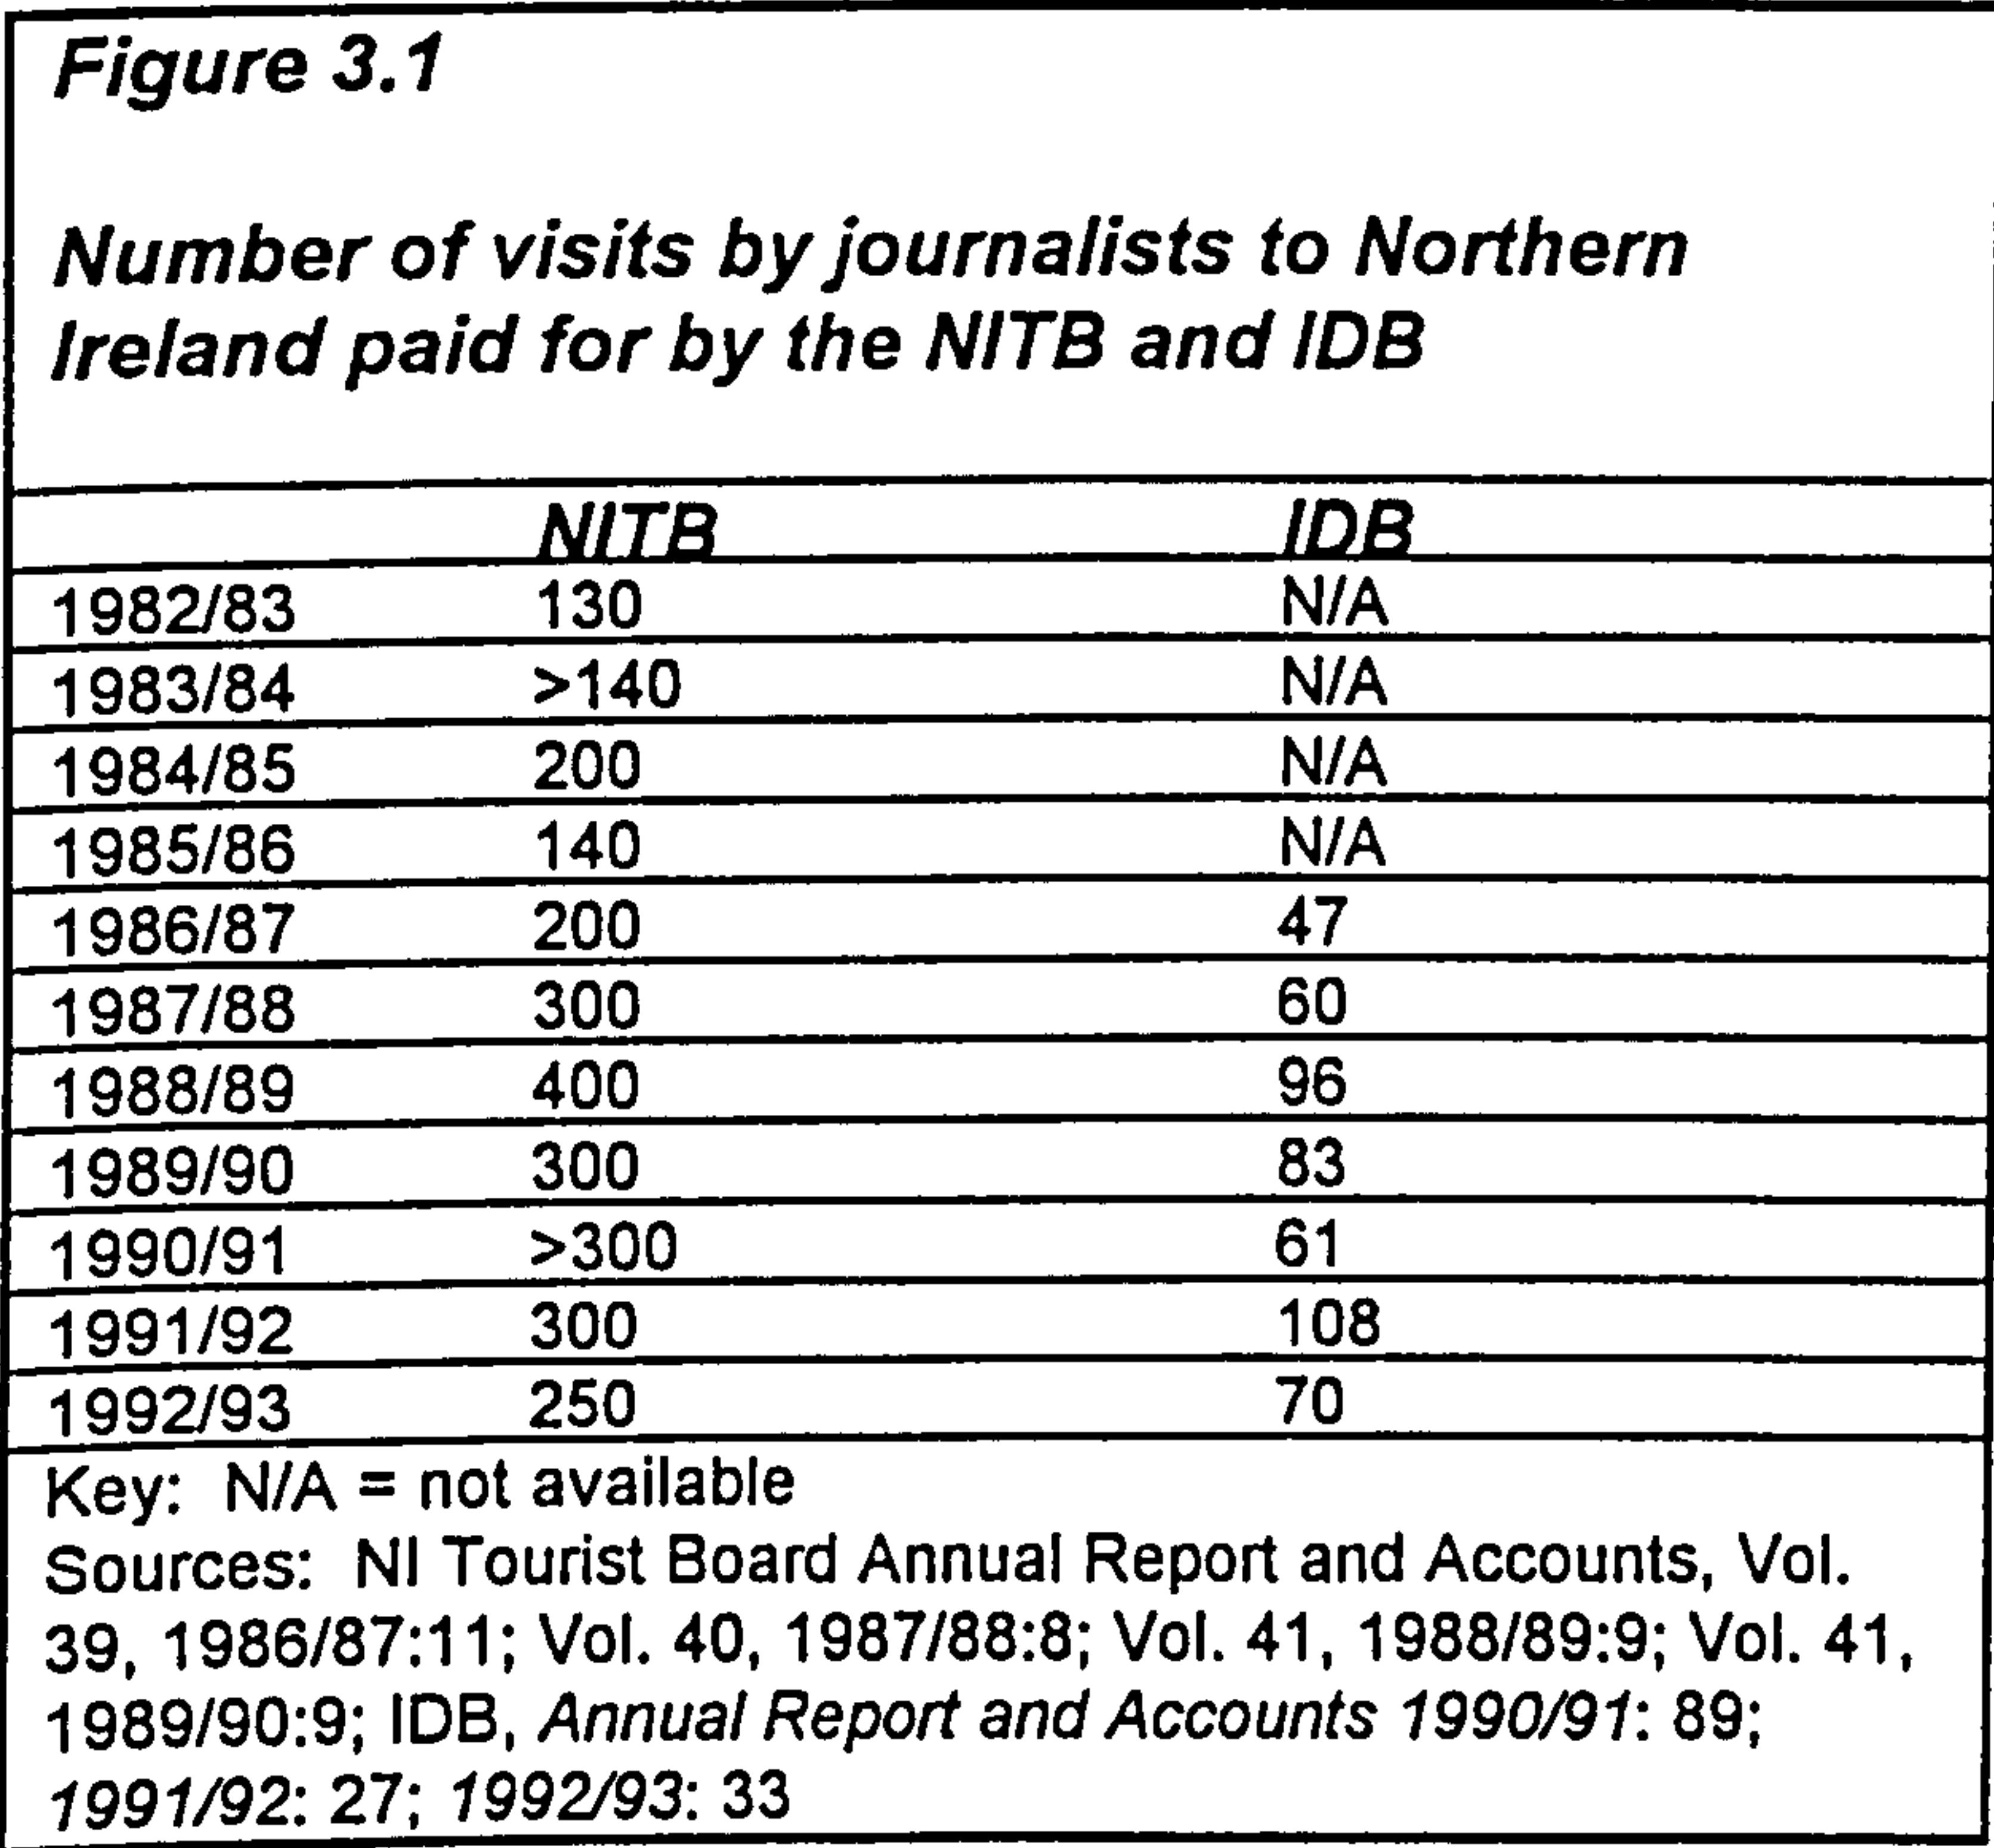 Figure 3.1
Number of visits by journalists to Northern
Ireland paid for by the NITB and IDB
NITB IDB
1982/83 130 N/A
1983/84 >140 N/A
1984/85 200 N/A
1985/86 140 N/A
1986/87 200 47
1987/88 300 60
1988/89 400 96
1989/90 300 83
1990/91 >300 61
1991/92 300 108
1992/93 250 70
Key: N/A = not available
Sources: NI Tourist Board Annual Report and Accounts, Vol.
39, 1986/87:11; Vol. 40, 1987/88:8; Vol. 41, 1988/89:9; Vol. 41,
1989/90:9; IDB, Annual Report and Accounts 1990/91: 89;
1991/92: 27; 1992/93: 33